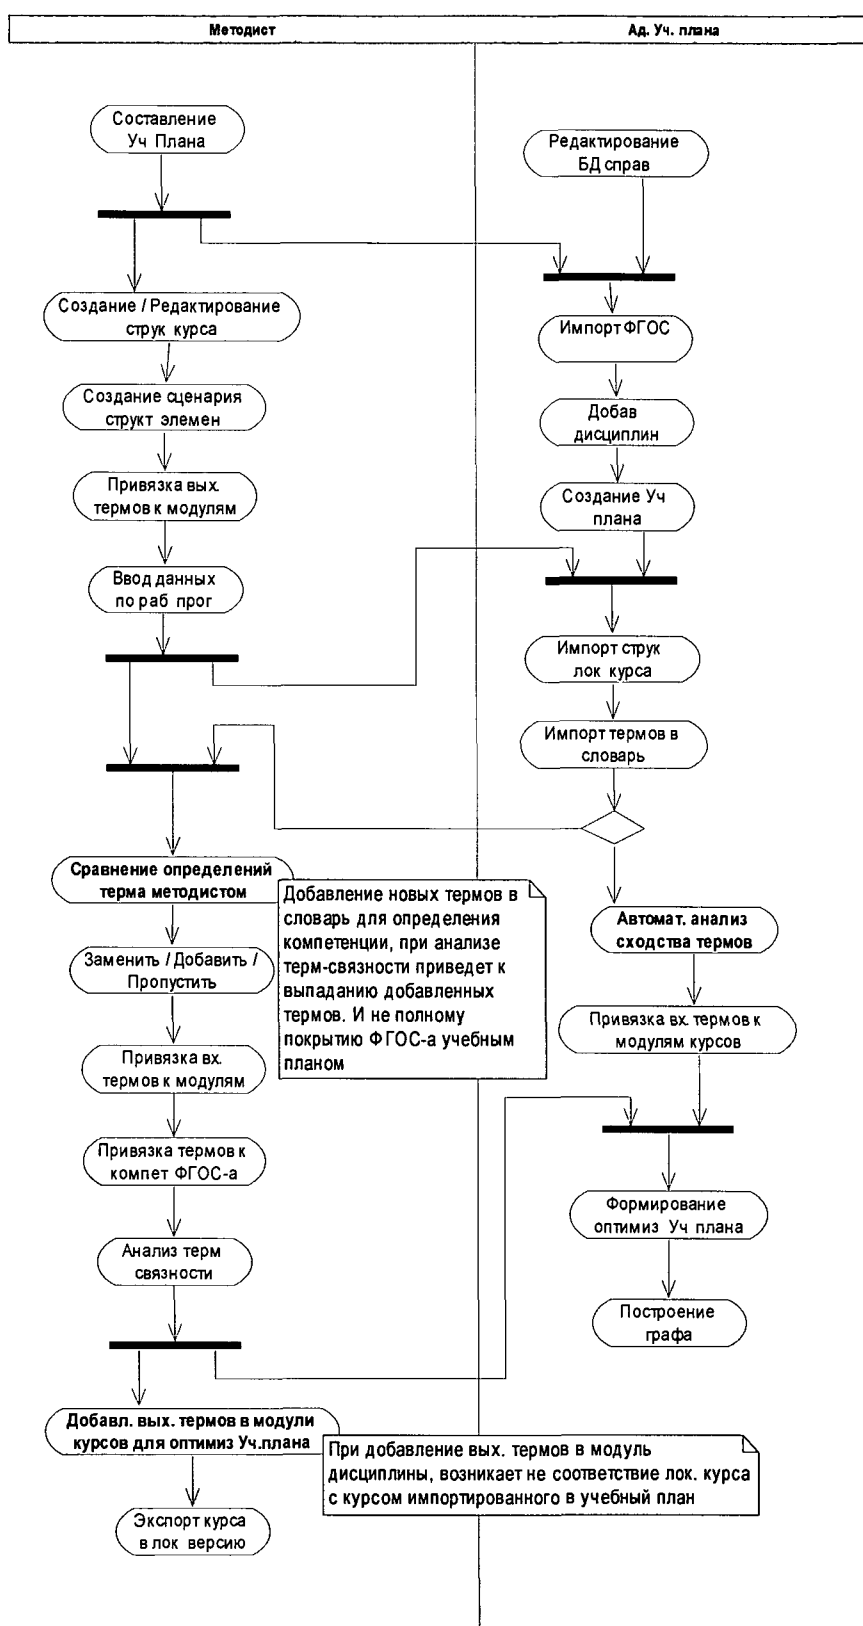 Методист
Ад. Уч. плана
Составление
Уч Плана
Редактирование
БД справ
Создание / Редактирование
струк курса
Импорт ФГОС
Создание сценария
структ элемен
Добав
дисциплин
Привязка вых.
термов к модулям
Создание Уч
плана
Ввод данных
по раб прог
Импорт струк
лок курса
Импорт термов в
словарь
Сравнение определений
терма методистом
Добавление новых термов в
словарь для определения
компетенции, при анализе
терм-связности приведет к
выпаданию добавленных
термов. И не полному
покрытию ФГОС-а учебным
планом
Автомат. анализ
сходства термов
Заменить / Добавить /
Пропустить
Привязка вх. термов к
модулям курсов
Привязка вх.
термов к модулям
Привязка термов к
компет ФГОС-а
Формирование
оптимиз Уч плана
Анализ терм
связности
Построение
графа
Добавл. вых. термов в модули
курсов для оптимиз Уч.плана
При добавление вых. термов в модуль
дисциплины, возникает не соответствие лок. курса
с курсом импортированного в учебный план
Экспорт курса
в лок версию